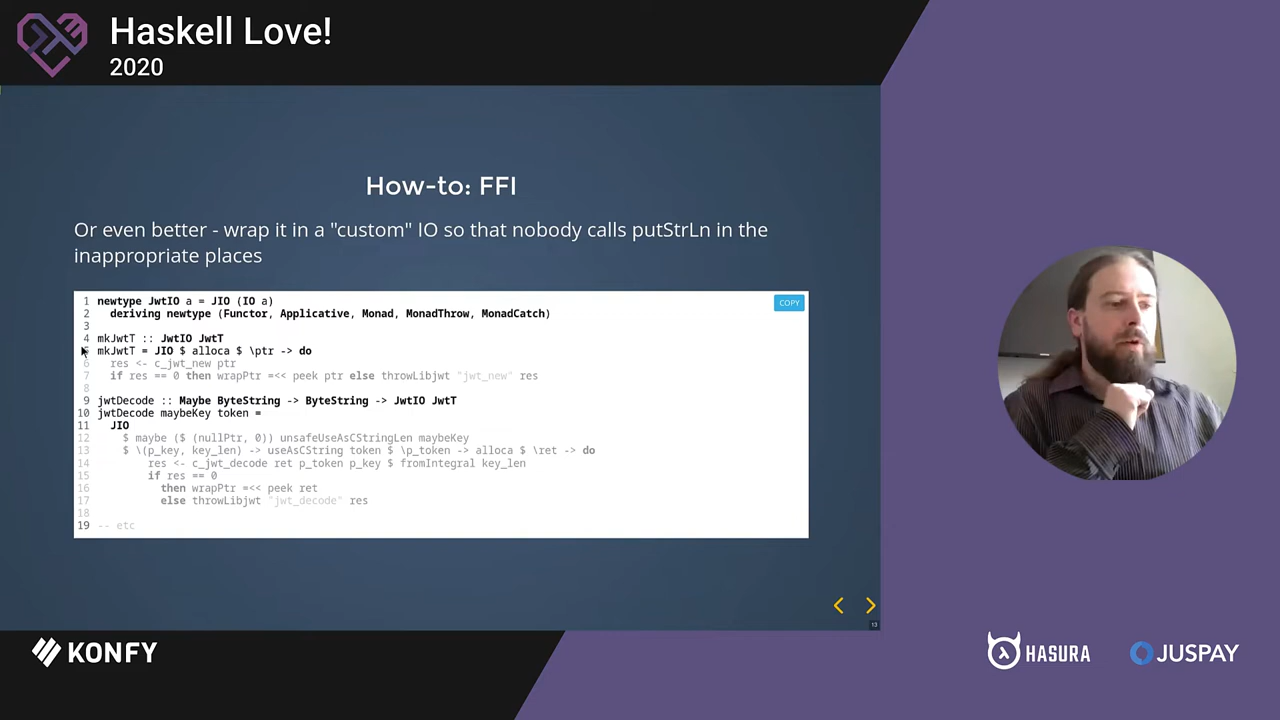 Haskell Love!
2020
How-to: FFI
Or even better - wrap it in a "custom" IO so that nobody calls putStrLn in the
inappropriate places
COPY
1 newtype JwtIO a = JIO (IO a)
2   deriving newtype (Functor, Applicative, Monad, MonadThrow, MonadCatch)
3
4 mkJwtT :: JwtIO JwtT
5 mkJwtT = JIO $ alloca $ \ptr -> do
6   res <- c_jwt_new ptr
7   if res == 0 then wrapPtr =<< peek ptr else throwLibjwt "jwt_new" res
8
9 jwtDecode :: Maybe ByteString -> ByteString -> JwtIO JwtT
10 jwtDecode maybeKey token =
11   JIO
12     $ maybe ($ (nullPtr, 0)) unsafeUseAsCStringLen maybeKey
13     $ \(p_key, key_len) -> useAsCString token $ \p_token -> alloca $ \ret -> do
14         res <- c_jwt_decode ret p_token p_key $ fromIntegral key_len
15         if res == 0
16           then wrapPtr =<< peek ret
17           else throwLibjwt "jwt_decode" res
18
19 -- etc
13
KONFY
HASURA
JUSPAY